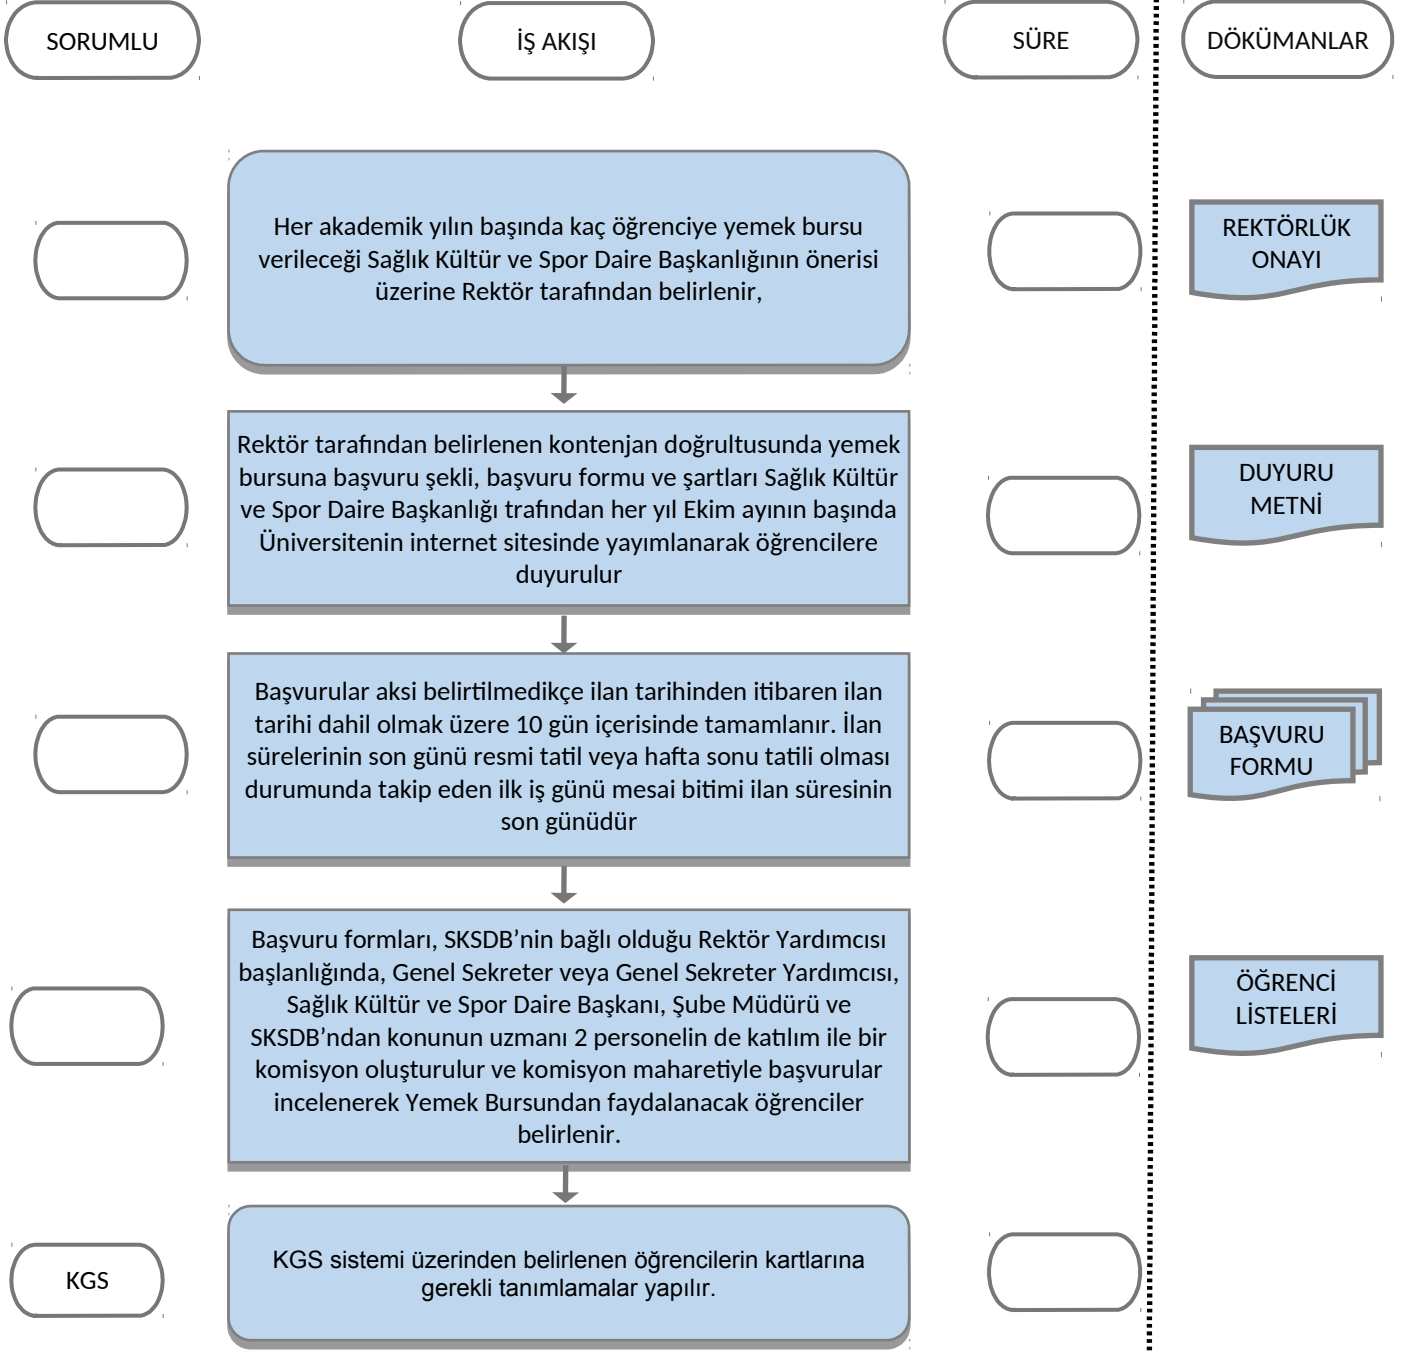 SORUMLU
İŞ AKIŞI
SÜRE
DÖKÜMANLAR
Her akademik yılın başında kaç öğrenciye yemek bursu
verileceği Sağlık Kültür ve Spor Daire Başkanlığının önerisi
üzerine Rektör tarafından belirlenir,
REKTÖRLÜK
ONAYI
Rektör tarafından belirlenen kontenjan doğrultusunda yemek
bursuna başvuru şekli, başvuru formu ve şartları Sağlık Kültür
ve Spor Daire Başkanlığı trafından her yıl Ekim ayının başında
Üniversitenin internet sitesinde yayımlanarak öğrencilere
duyurulur
DUYURU
METNİ
Başvurular aksi belirtilmedikçe ilan tarihinden itibaren ilan
tarihi dahil olmak üzere 10 gün içerisinde tamamlanır. İlan
sürelerinin son günü resmi tatil veya hafta sonu tatili olması
durumunda takip eden ilk iş günü mesai bitimi ilan süresinin
son günüdür
BAŞVURU
FORMU
Başvuru formları, SKSDB’nin bağlı olduğu Rektör Yardımcısı
başlanlığında, Genel Sekreter veya Genel Sekreter Yardımcısı,
Sağlık Kültür ve Spor Daire Başkanı, Şube Müdürü ve
SKSDB’ndan konunun uzmanı 2 personelin de katılım ile bir
komisyon oluşturulur ve komisyon maharetiyle başvurular
incelenerek Yemek Bursundan faydalanacak öğrenciler
belirlenir.
ÖĞRENCİ
LİSTELERİ
KGS
KGS sistemi üzerinden belirlenen öğrencilerin kartlarına
gerekli tanımlamalar yapılır.